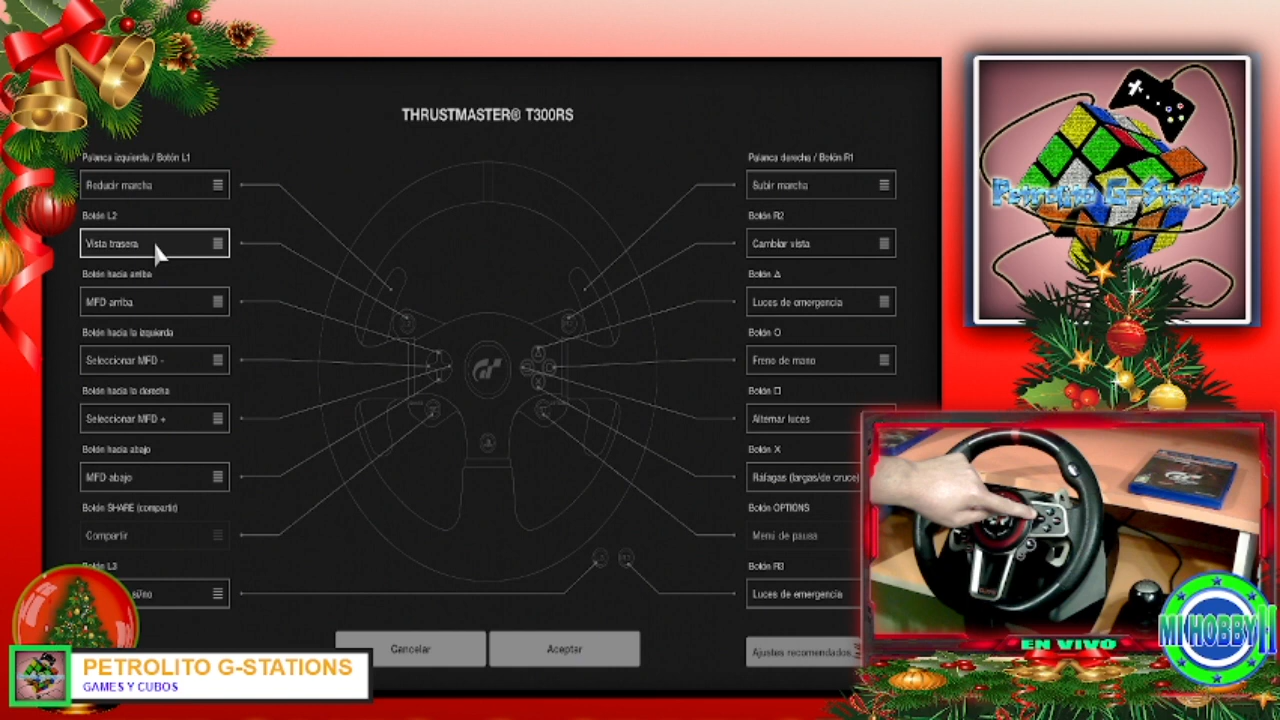 THRUSTMASTER® T300RS
Palanca izquierda / Botón L1
Reducir marcha
Botón L2
Vista trasera
Botón hacia arriba
MFD arriba
Botón hacia la izquierda
Seleccionar MFD -
Botón hacia la derecha
Seleccionar MFD +
Botón hacia abajo
MFD abajo
Botón SHARE (compartir)
Compartir
Botón L3
Palanca derecha / Botón R1
Subir marcha
Botón R2
Cambiar vista
Botón △
Luces de emergencia
Botón O
Freno de mano
Botón □
Alternar luces
Botón X
Ráfagas (largas/de cruce)
Botón OPTIONS
Menú de pausa
Botón R3
Luces de emergencia
Cancelar
Aceptar
Ajustes recomendados
Petrolito G-Stations
EN VIVO
MI HOBBY II
PETROLITO G-STATIONS
GAMES Y CUBOS